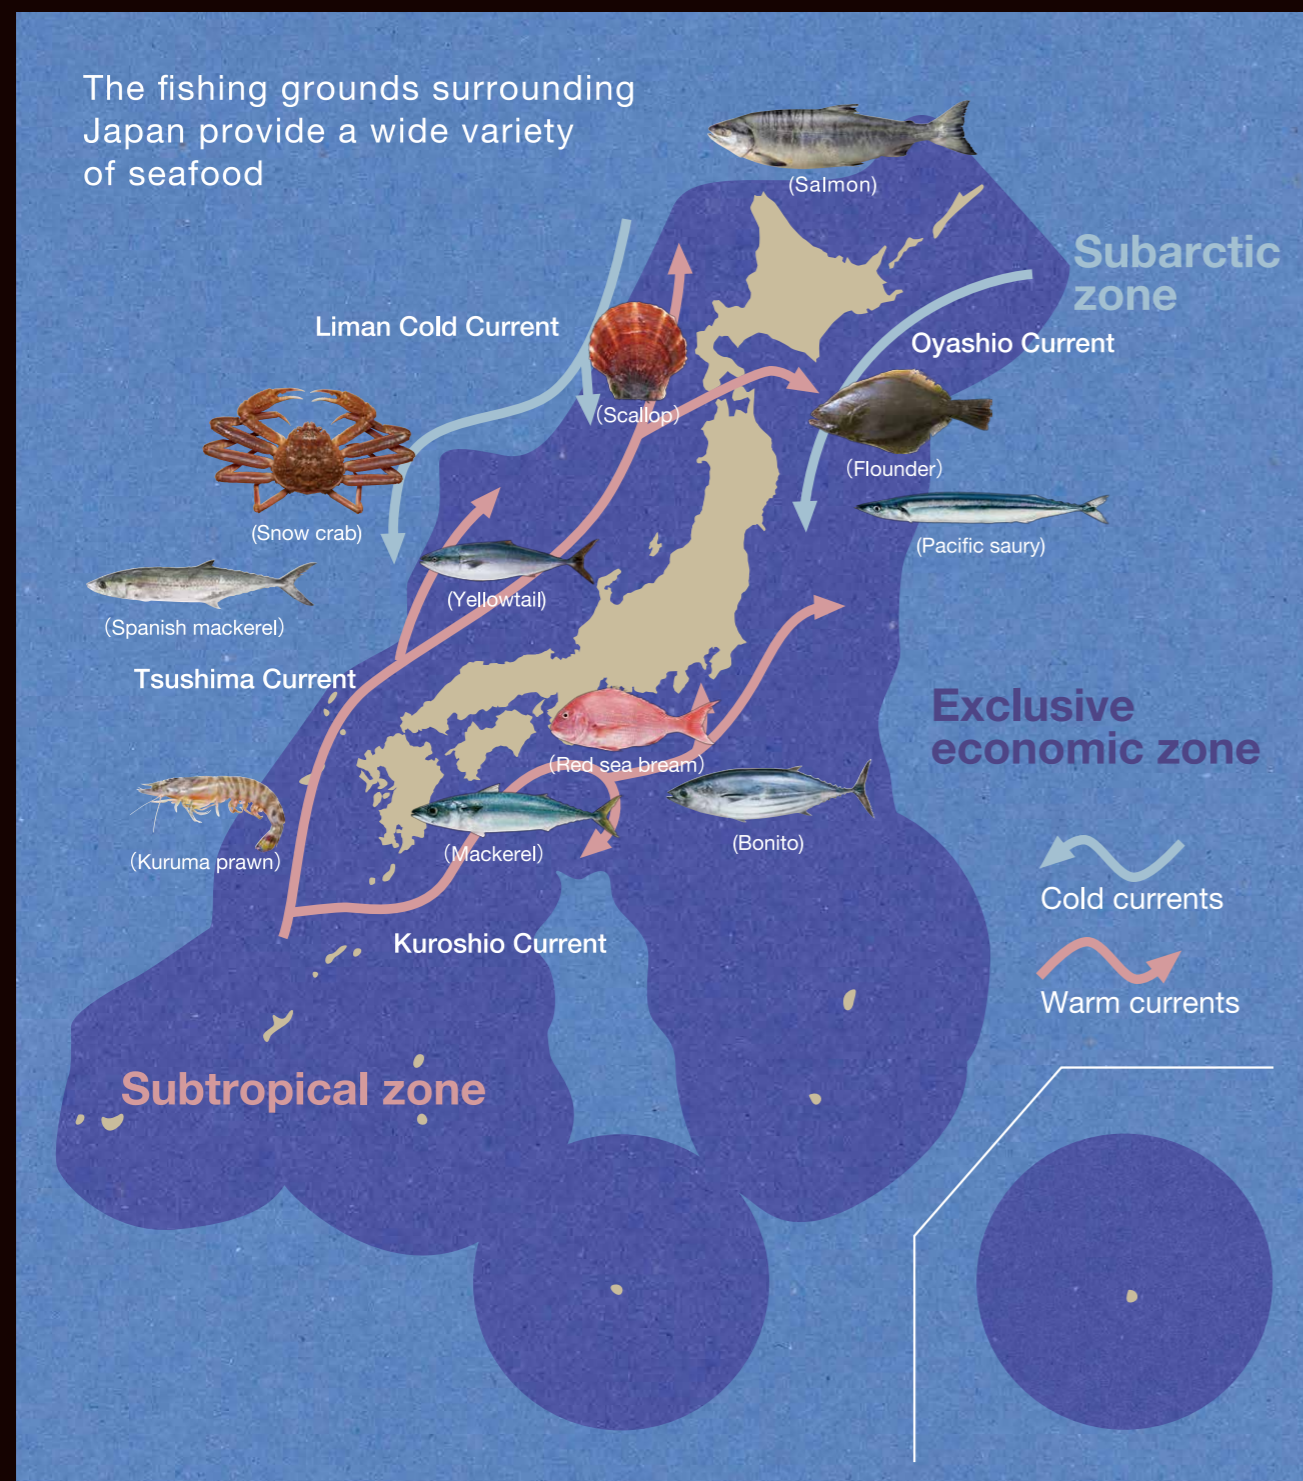 The fishing grounds surrounding
Japan provide a wide variety
of seafood
(Salmon)
Subarctic
zone
Liman Cold Current
Oyashio Current
(Scallop)
(Flounder)
(Snow crab)
(Pacific saury)
(Yellowtail)
(Spanish mackerel)
Tsushima Current
Exclusive
economic zone
(Red sea bream)
(Bonito)
(Mackerel)
(Kuruma prawn)
Cold currents
Kuroshio Current
Warm currents
Subtropical zone